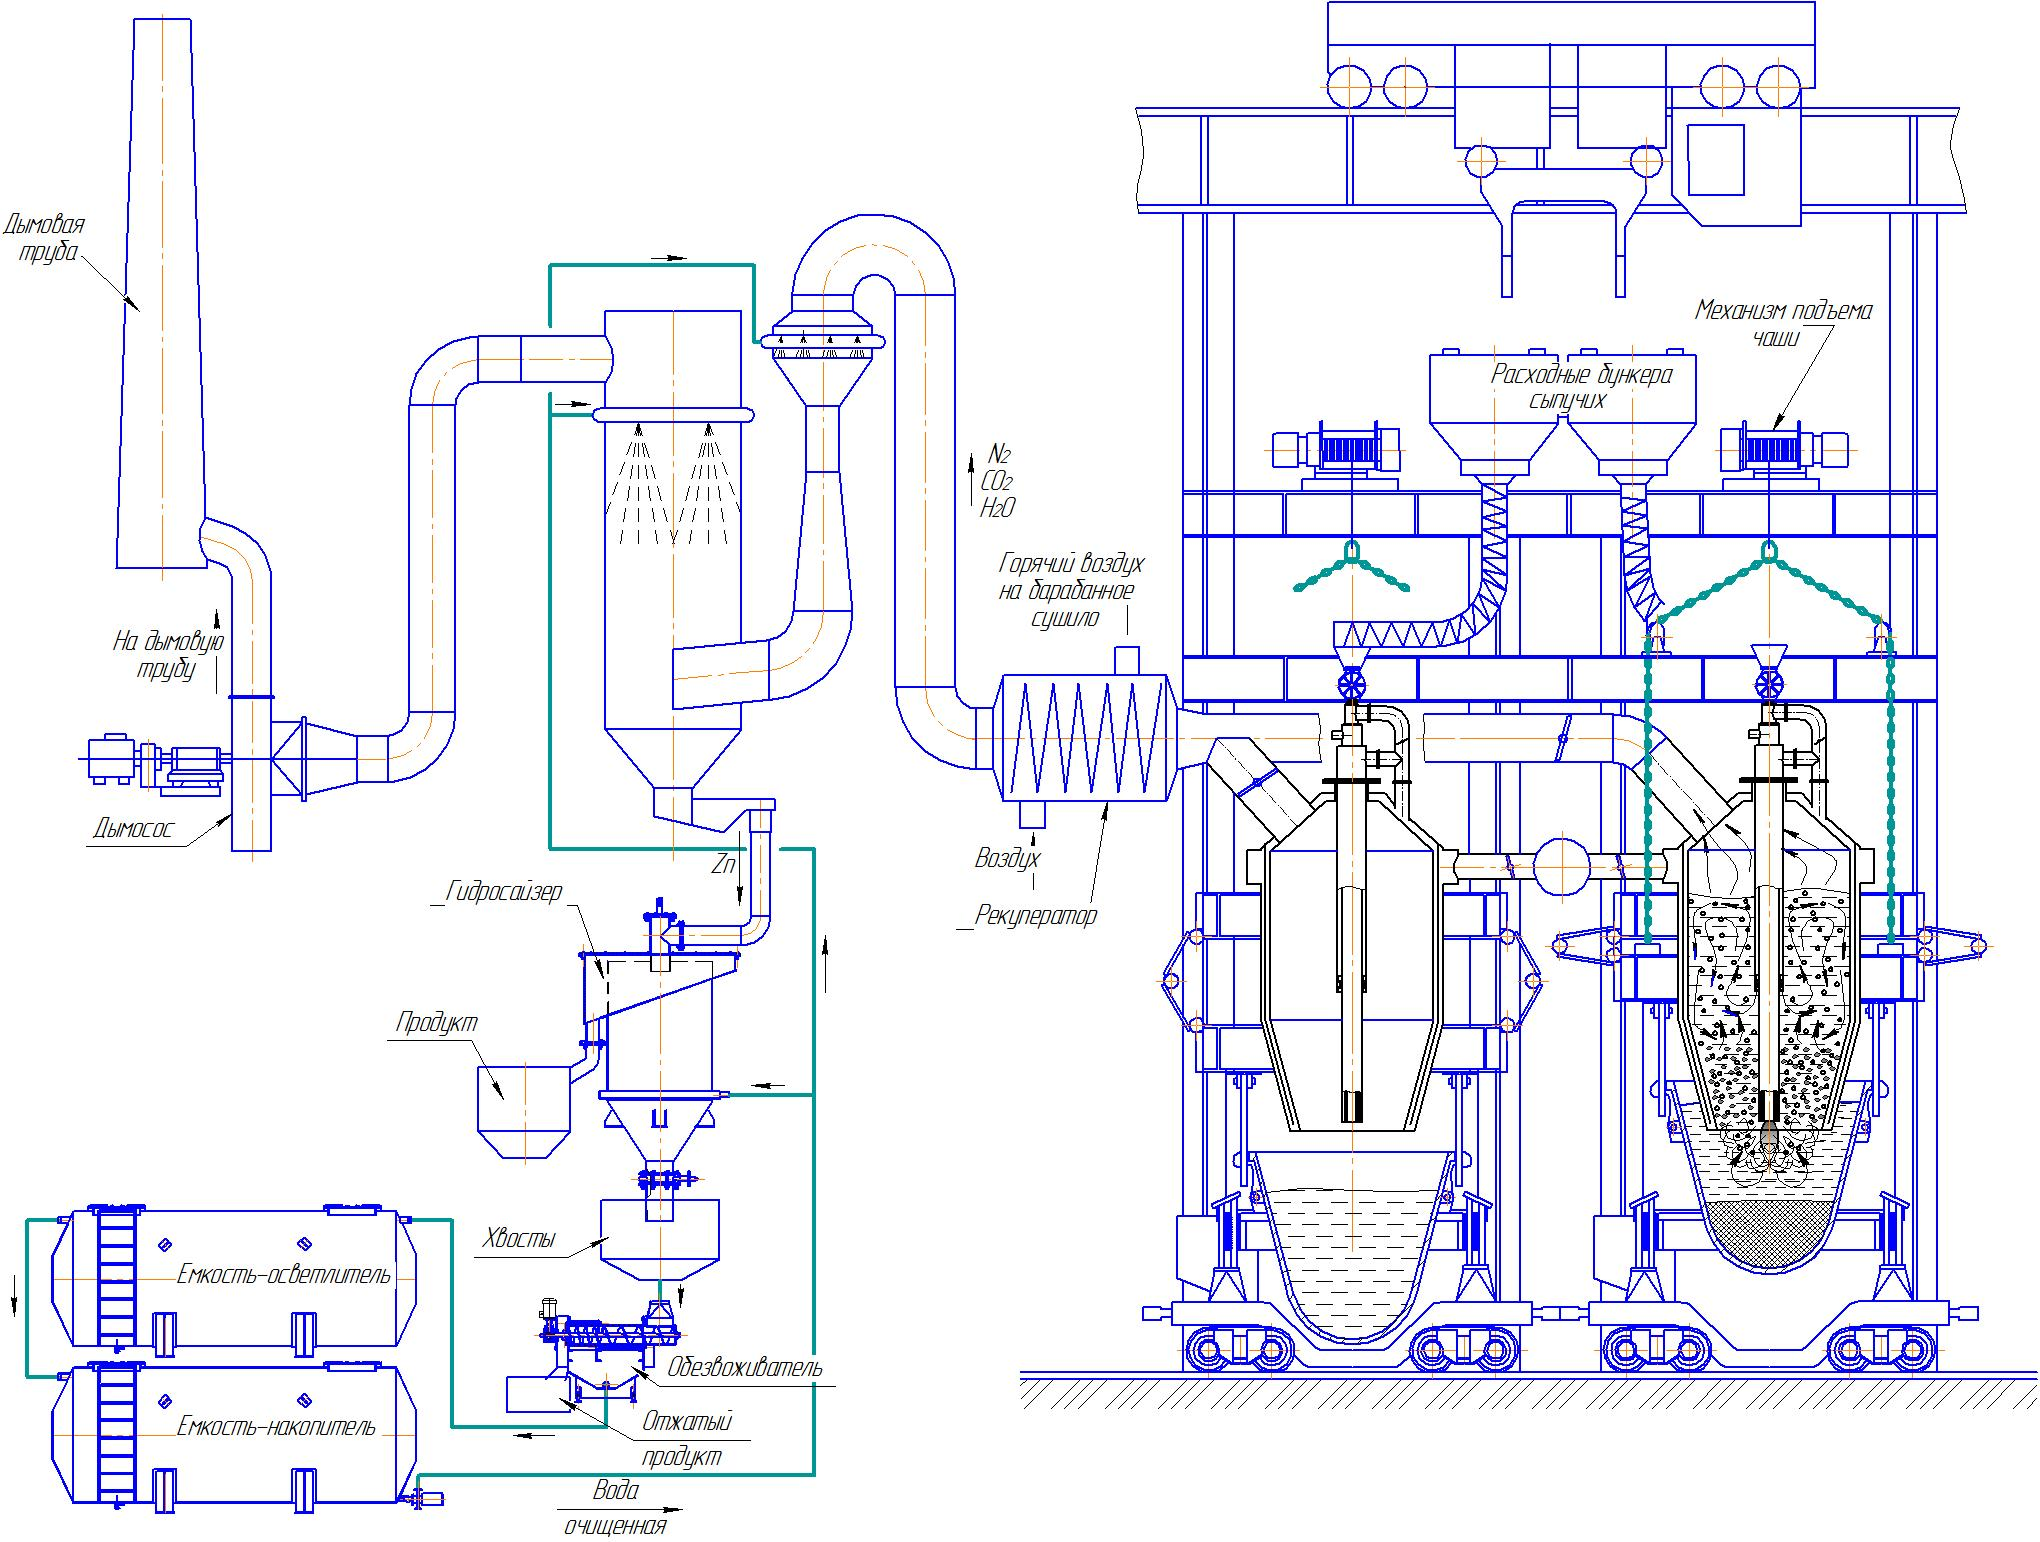 Дымовая
труба
На дымовую
трубу
Дымосос
N₂
CO₂
H₂O
Горячий воздух
на барабанное
сушило
Механизм подъема
чаши
Расходные бункера
сыпучих
Воздух
Рекуператор
Zn
Гидросайзер
Продукт
Хвосты
Емкость-осветлитель
Емкость-накопитель
Обезвоживатель
Отжатый
продукт
Вода
очищенная